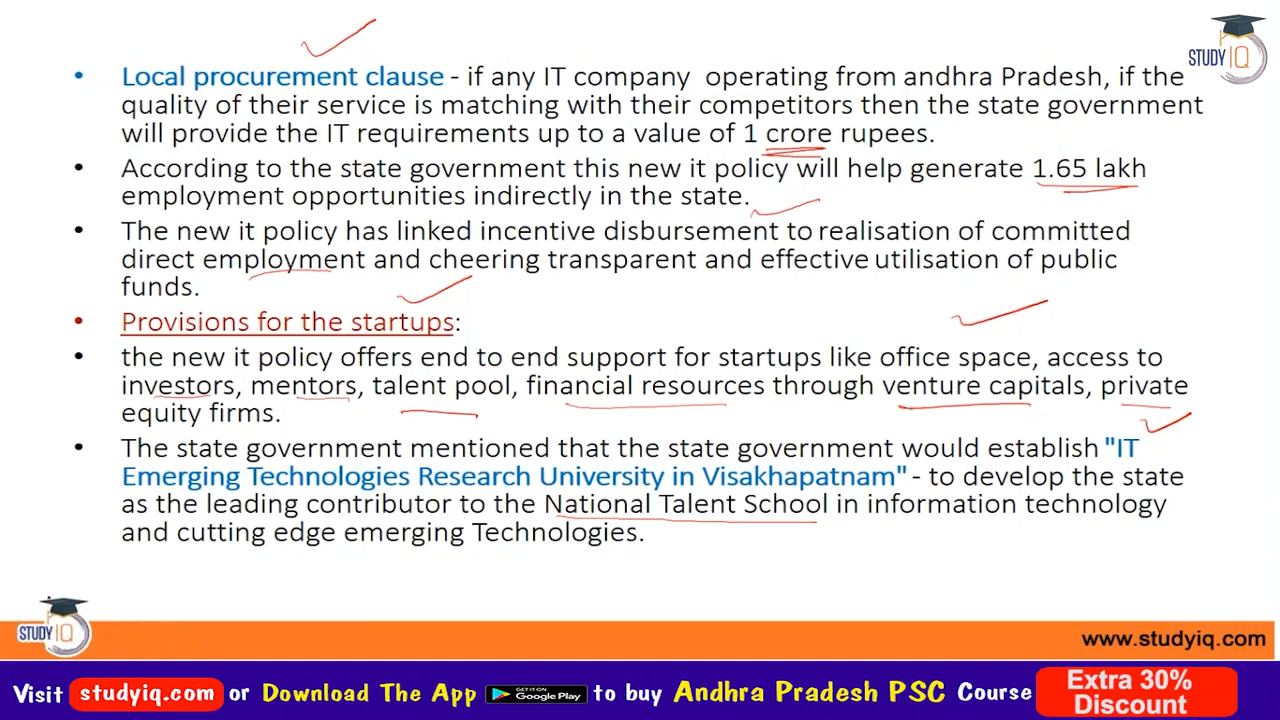 STUDY IQ
• Local procurement clause - if any IT company operating from andhra Pradesh, if the
quality of their service is matching with their competitors then the state government
will provide the IT requirements up to a value of 1 crore rupees.
• According to the state government this new it policy will help generate 1.65 lakh
employment opportunities indirectly in the state.
• The new it policy has linked incentive disbursement to realisation of committed
direct employment and cheering transparent and effective utilisation of public
funds.
• Provisions for the startups:
• the new it policy offers end to end support for startups like office space, access to
investors, mentors, talent pool, financial resources through venture capitals, private
equity firms.
• The state government mentioned that the state government would establish "IT
Emerging Technologies Research University in Visakhapatnam" - to develop the state
as the leading contributor to the National Talent School in information technology
and cutting edge emerging Technologies.
STUDY IQ
www.studyiq.com
Visit studyiq.com or Download The App GET IT ON Google Play to buy Andhra Pradesh PSC Course
Extra 30%
Discount